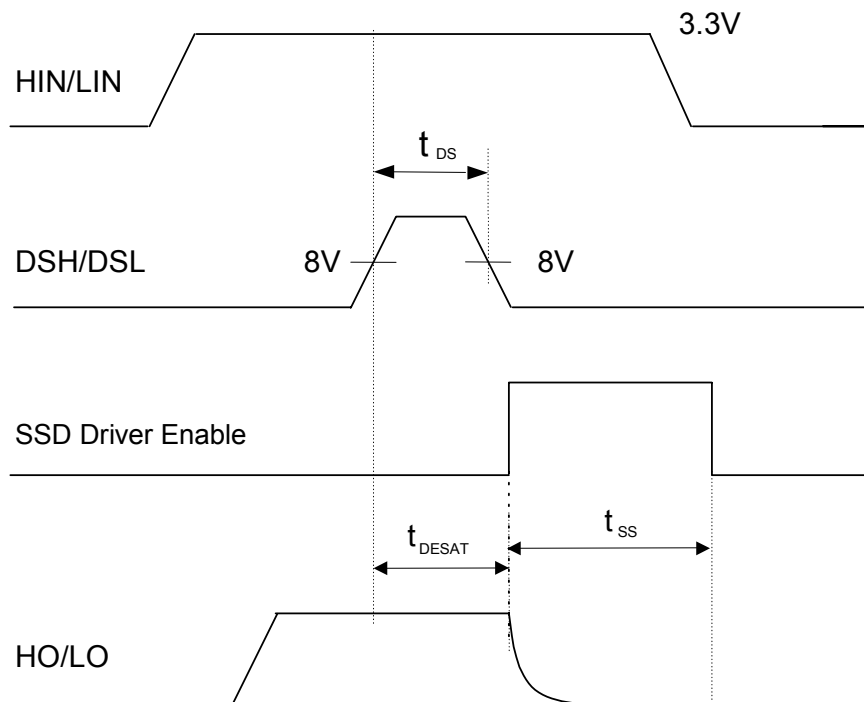 3.3V
HIN/LIN
t DS
DSH/DSL
8V
8V
SSD Driver Enable
t DESAT
t SS
HO/LO